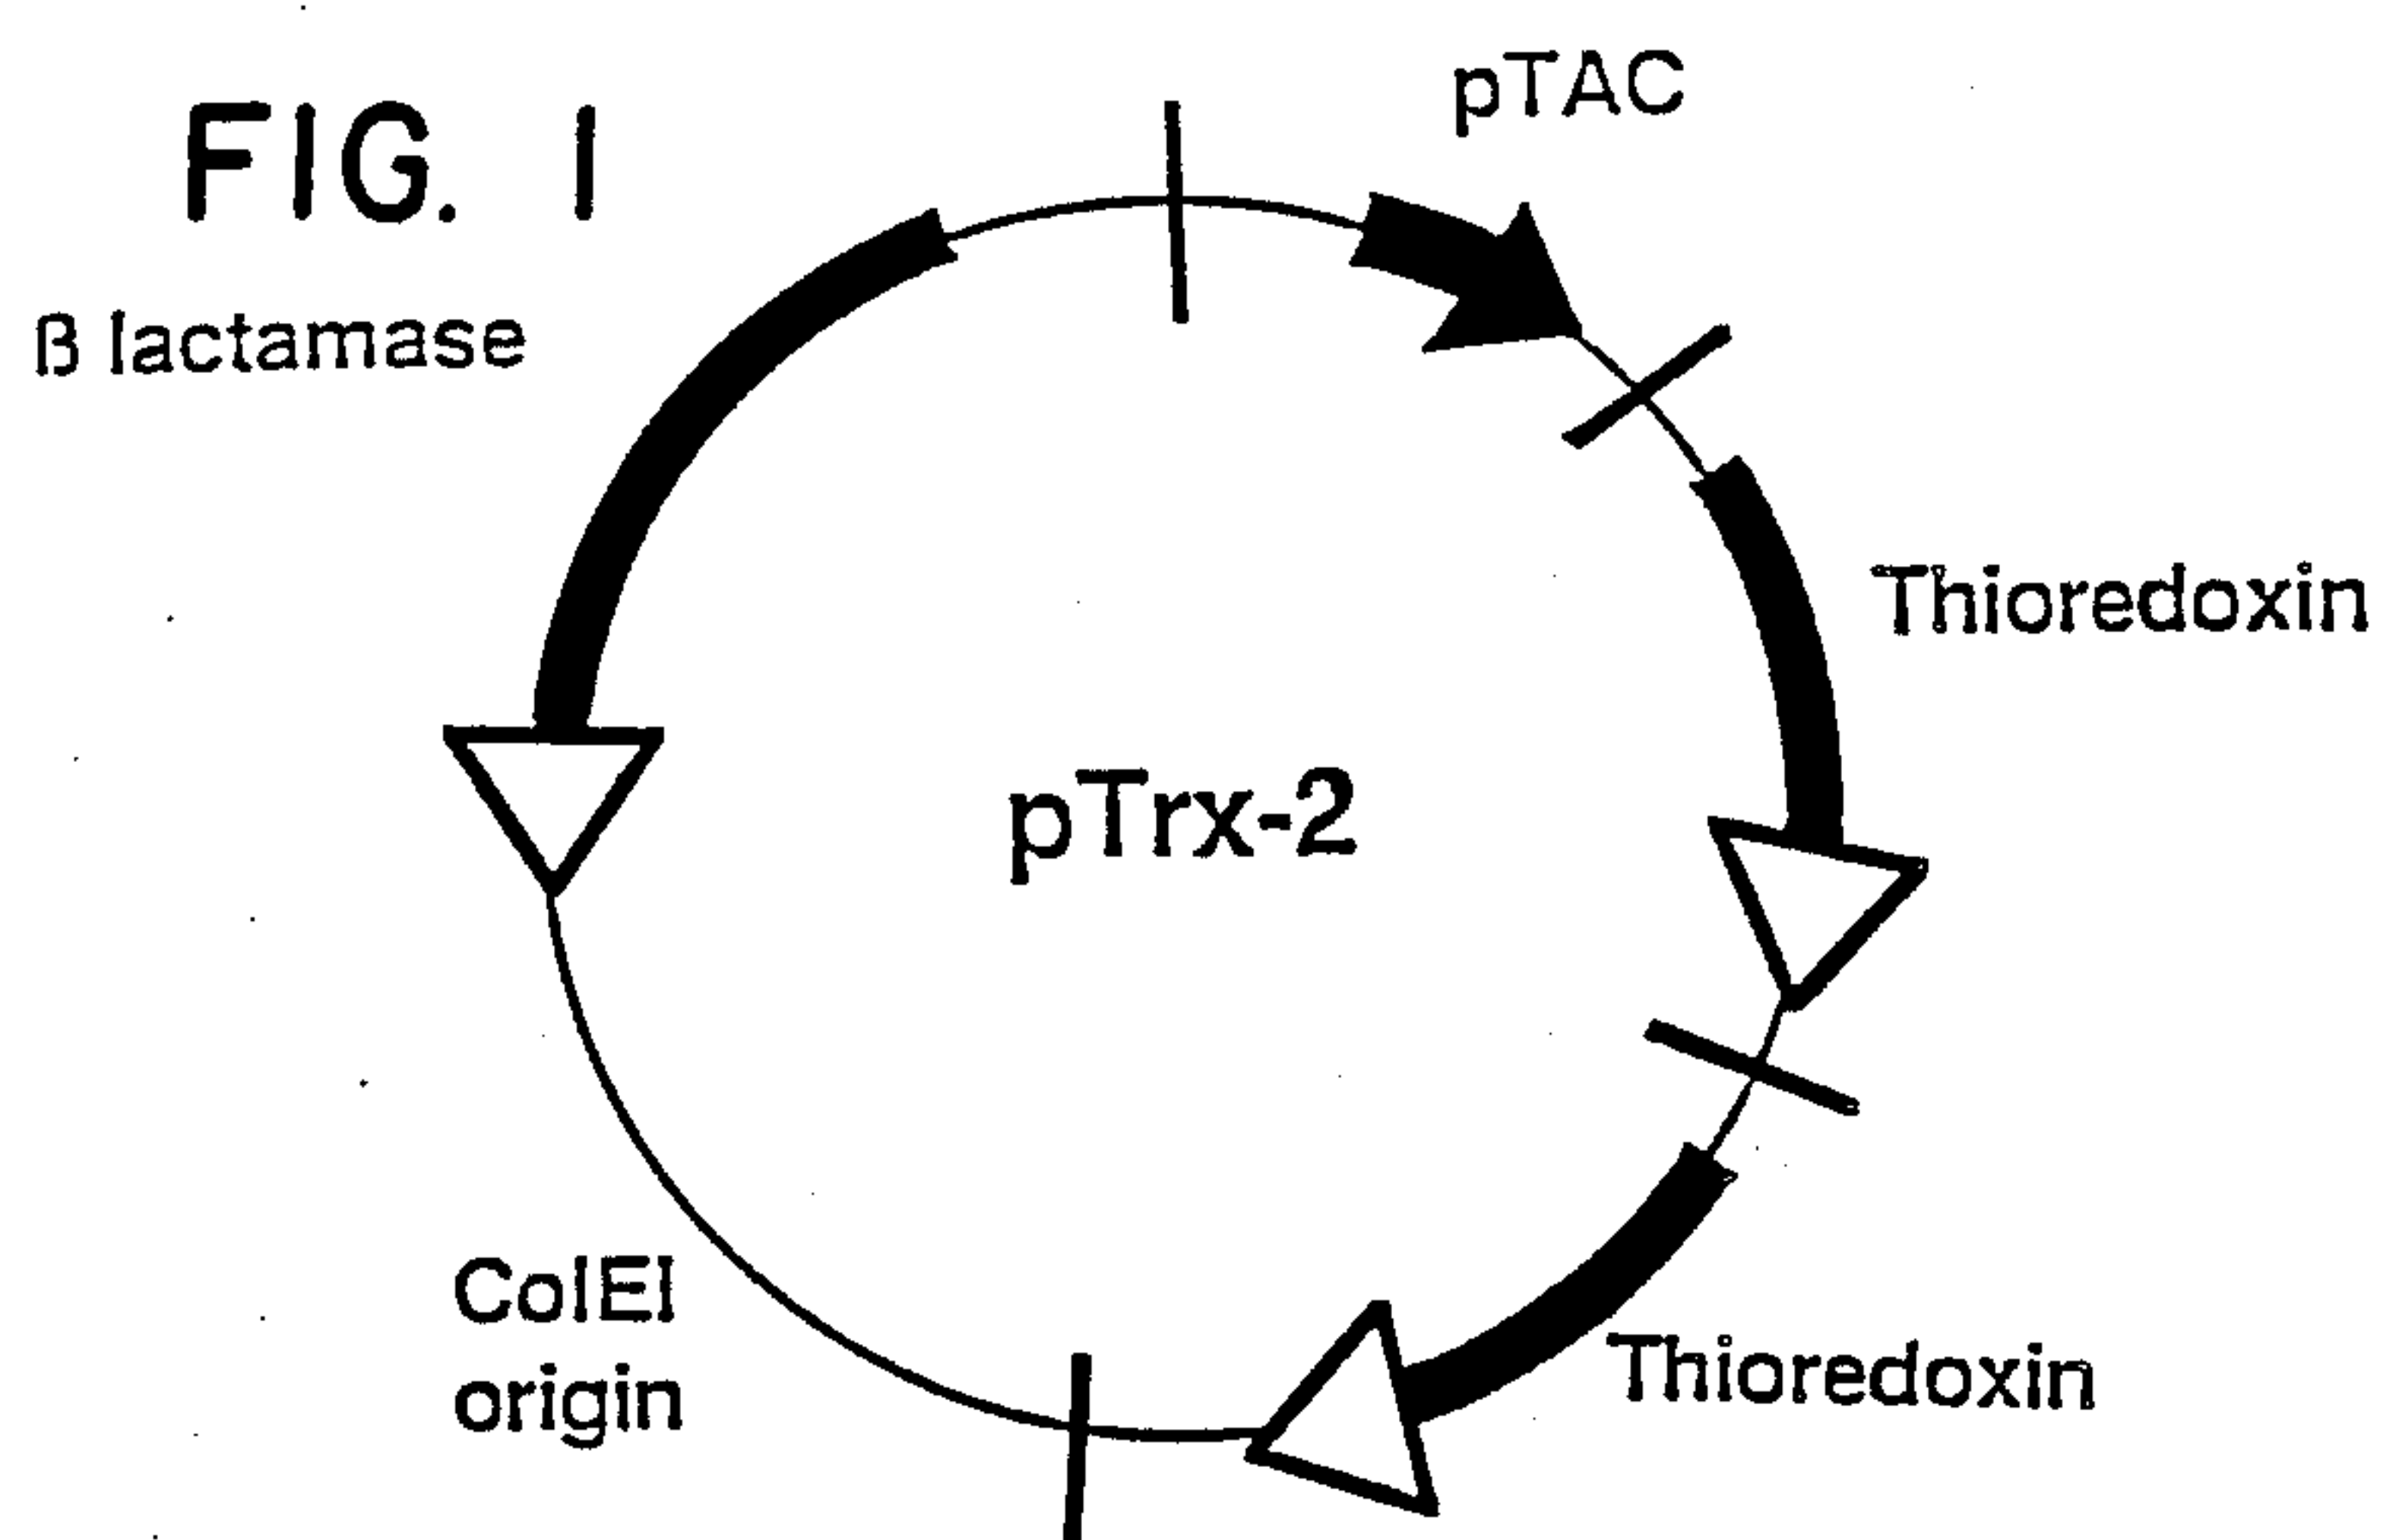 FIG. 1
pTAC
β lactamase
Thioredoxin
pTrx-2
ColEI
origin
Thioredoxin